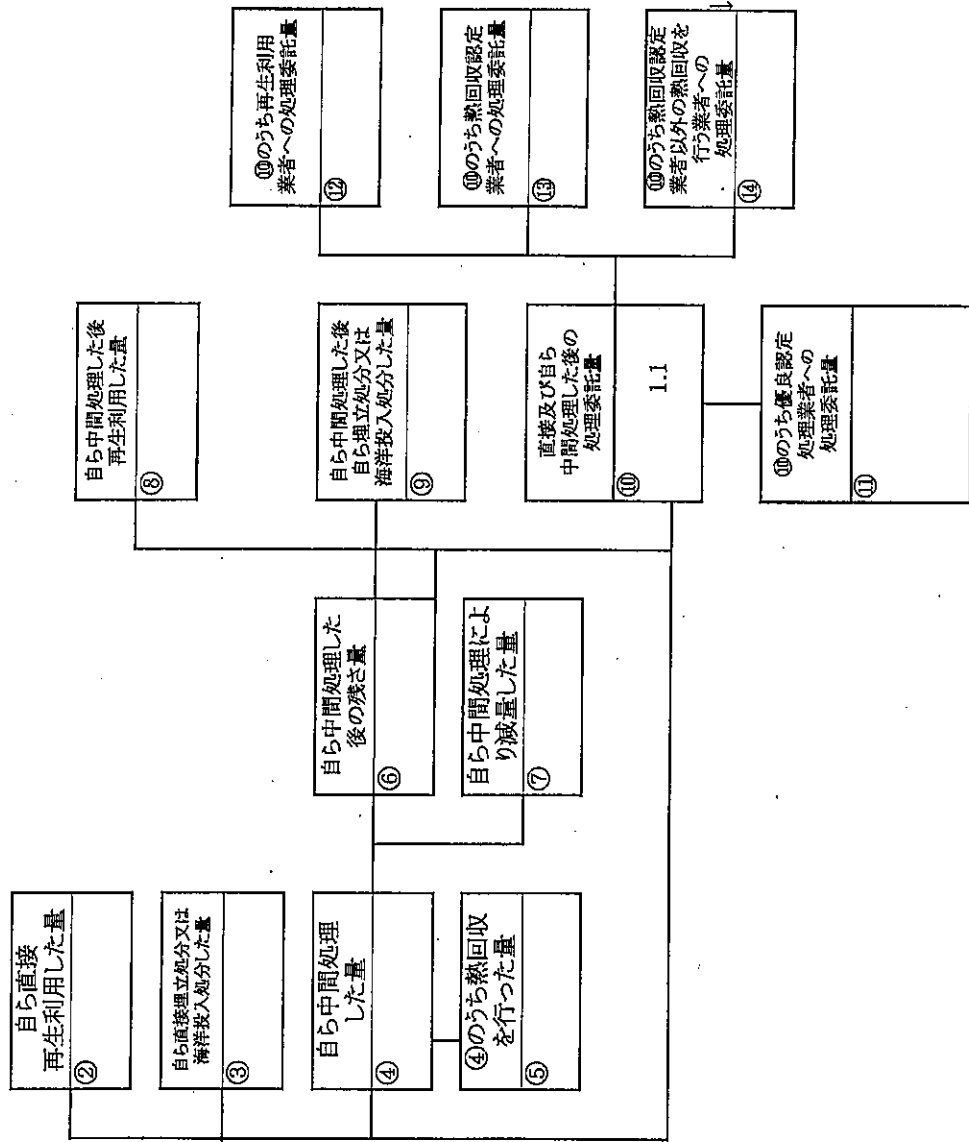 自ら直接
再生利用した量
②
自ら直接埋立処分又は
海洋投入処分した量
③
自ら中間処理
した量
④
④のうち熱回収
を行った量
⑤
自ら中間処理した
後の残さ量
⑥
自ら中間処理によ
り減量した量
⑦
自ら中間処理した後
再生利用した量
⑧
自ら中間処理した後
自ら埋立処分又は
海洋投入処分した量
⑨
直接及び自ら
中間処理した後の
処理委託量
⑩
1.1
⑩のうち優良認定
処理業者への
処理委託量
⑪
⑩のうち再生利用
業者への処理委託量
⑫
⑩のうち熱回収認定
業者への処理委託量
⑬
⑩のうち熱回収認定
業者以外の熱回収を
行う業者への
処理委託量
⑭